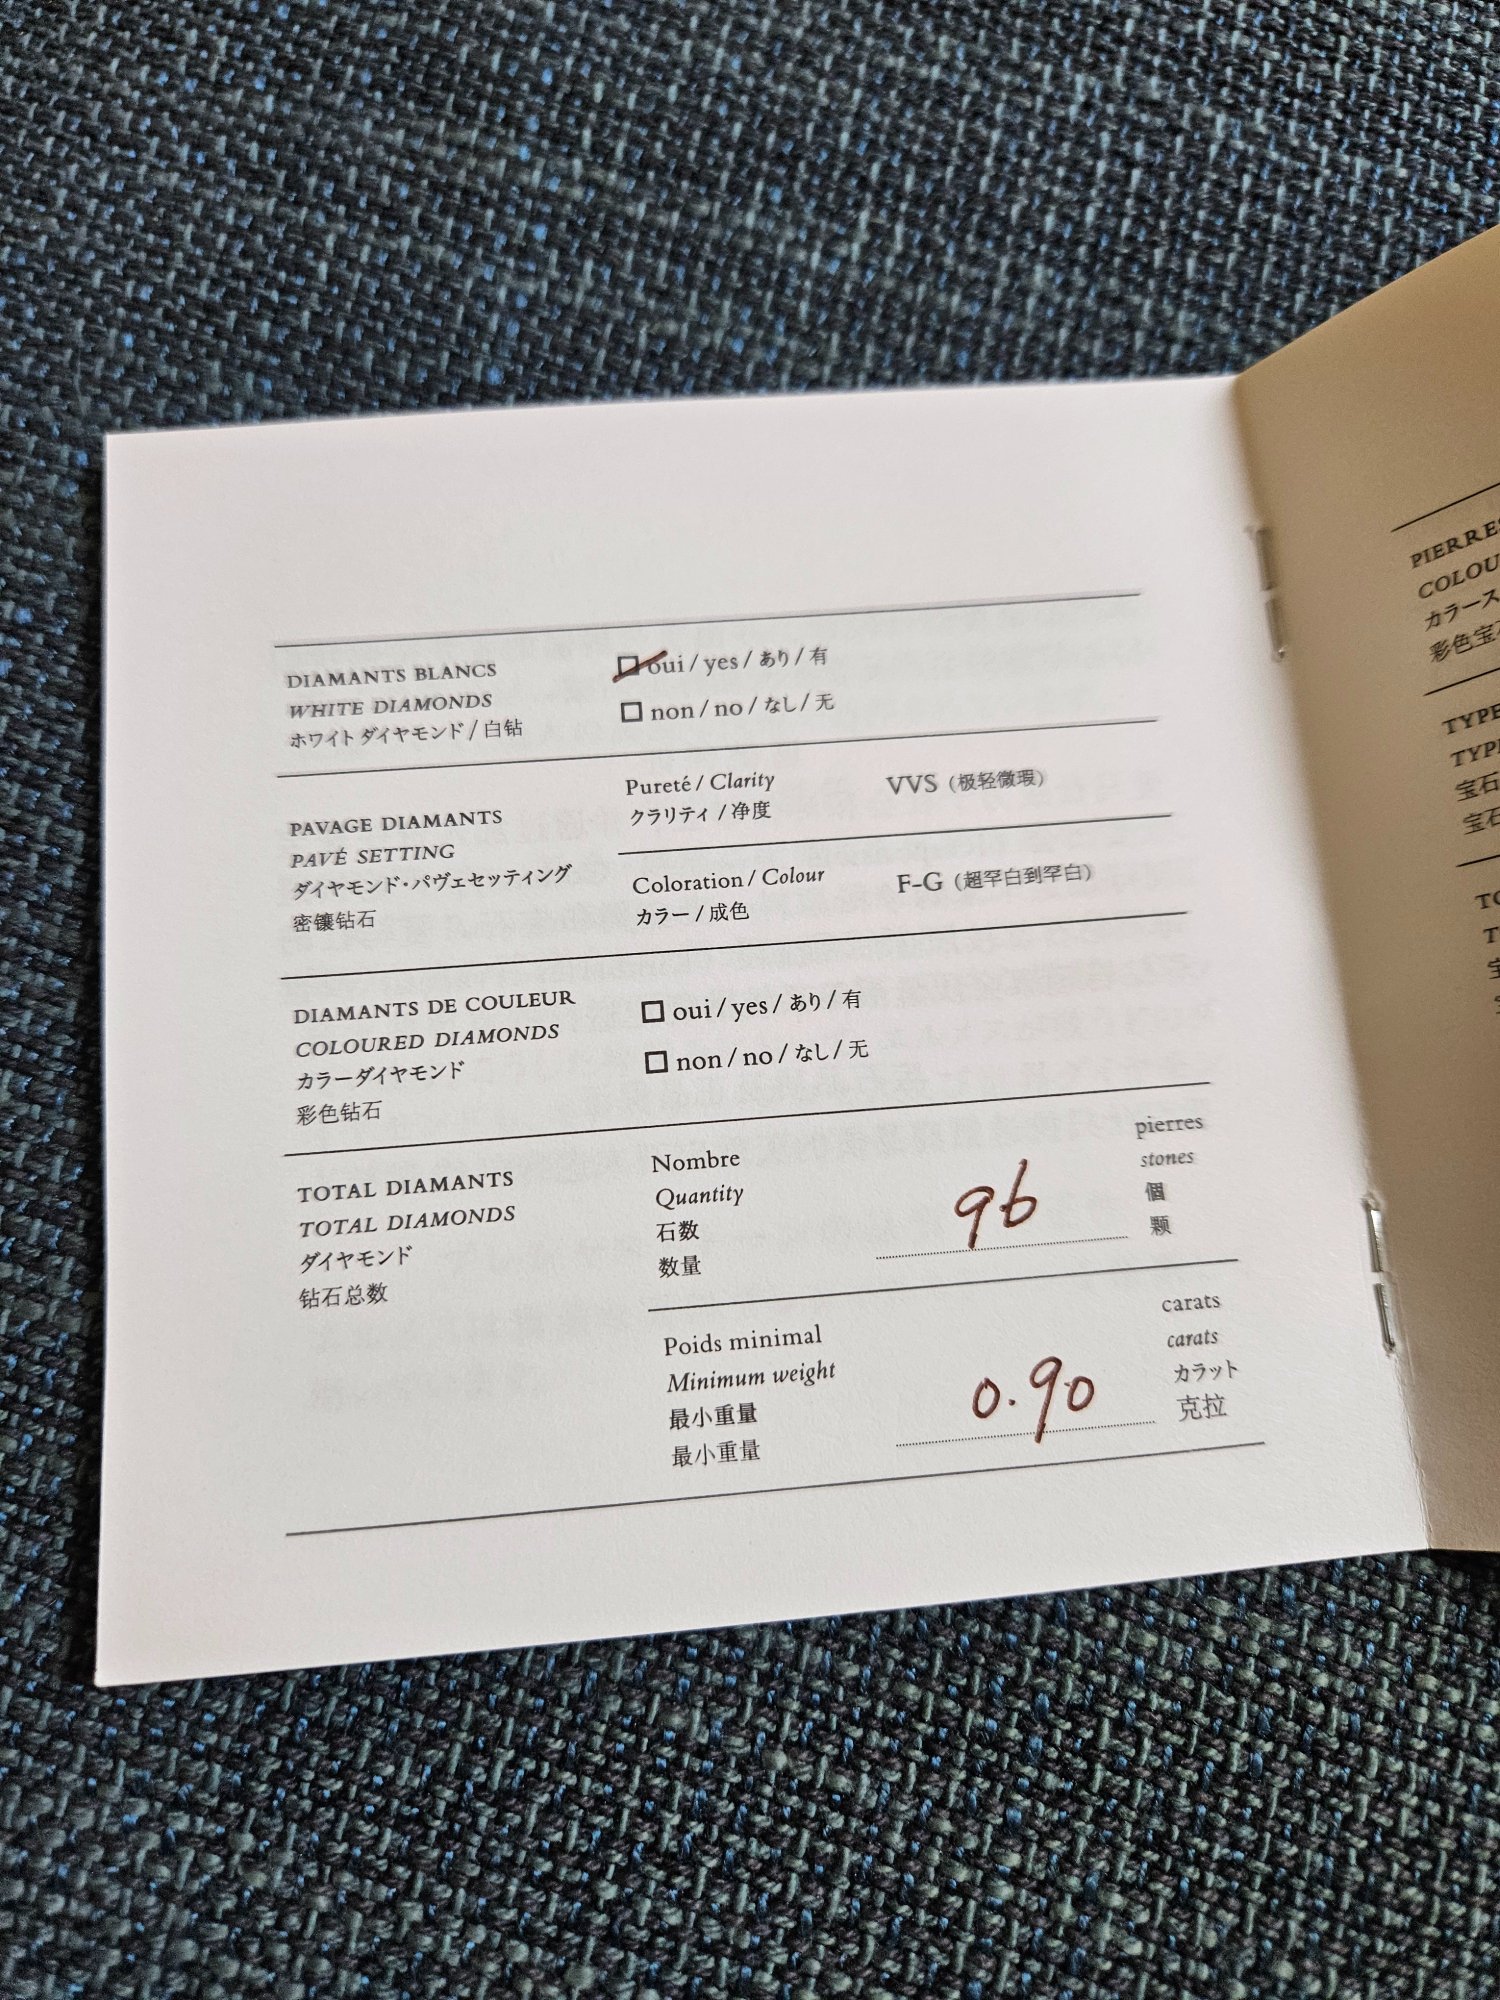 DIAMANTS BLANCS
WHITE DIAMONDS
ホワイト ダイヤモンド / 白钻
oui / yes / あり / 有
non / no / なし / 无
PAVAGE DIAMANTS
PAVÉ SETTING
ダイヤモンド・パヴェセッティング
密镶钻石
Pureté / Clarity
クラリティ / 净度
VVS（极轻微瑕）
Coloration / Colour
カラー / 成色
F-G（超罕白到罕白）
DIAMANTS DE COULEUR
COLOURED DIAMONDS
カラーダイヤモンド
彩色钻石
oui / yes / あり / 有
non / no / なし / 无
TOTAL DIAMANTS
TOTAL DIAMONDS
ダイヤモンド
钻石总数
Nombre
Quantity
石数
数量
96
pierres
stones
個
颗
Poids minimal
Minimum weight
最小重量
最小重量
0.90
carats
carats
カラット
克拉